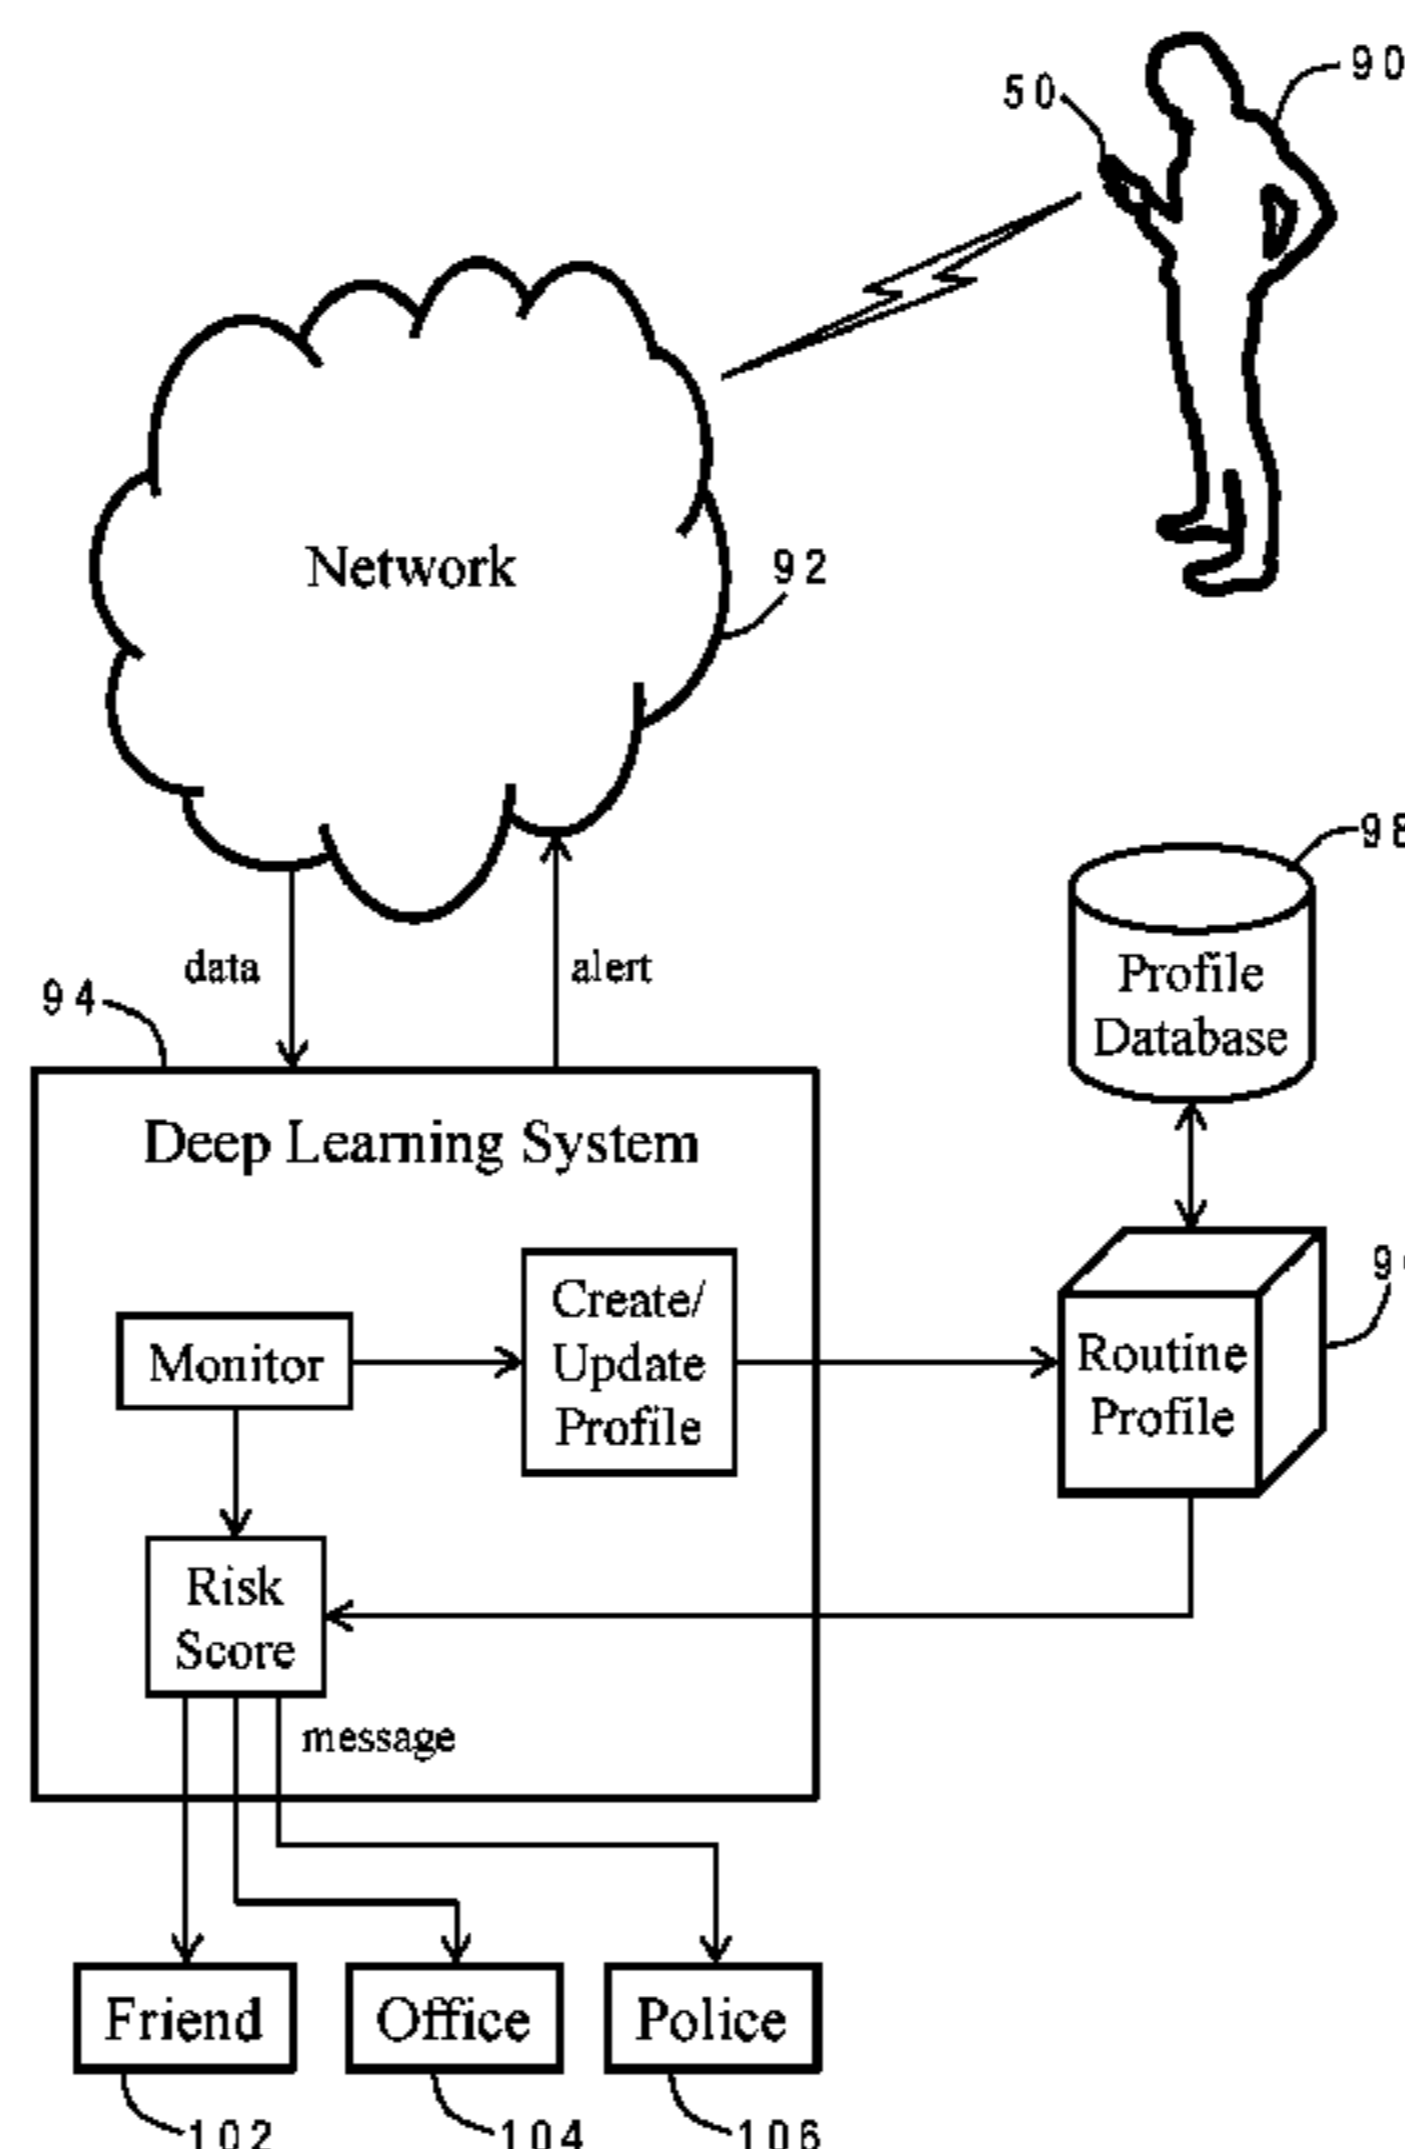 50
90
Network
92
98
Profile
Database
data
alert
94
Deep Learning System
Create/
Update
Profile
Monitor
Routine
Profile
Risk
Score
message
Friend
Office
Police
102
104
106